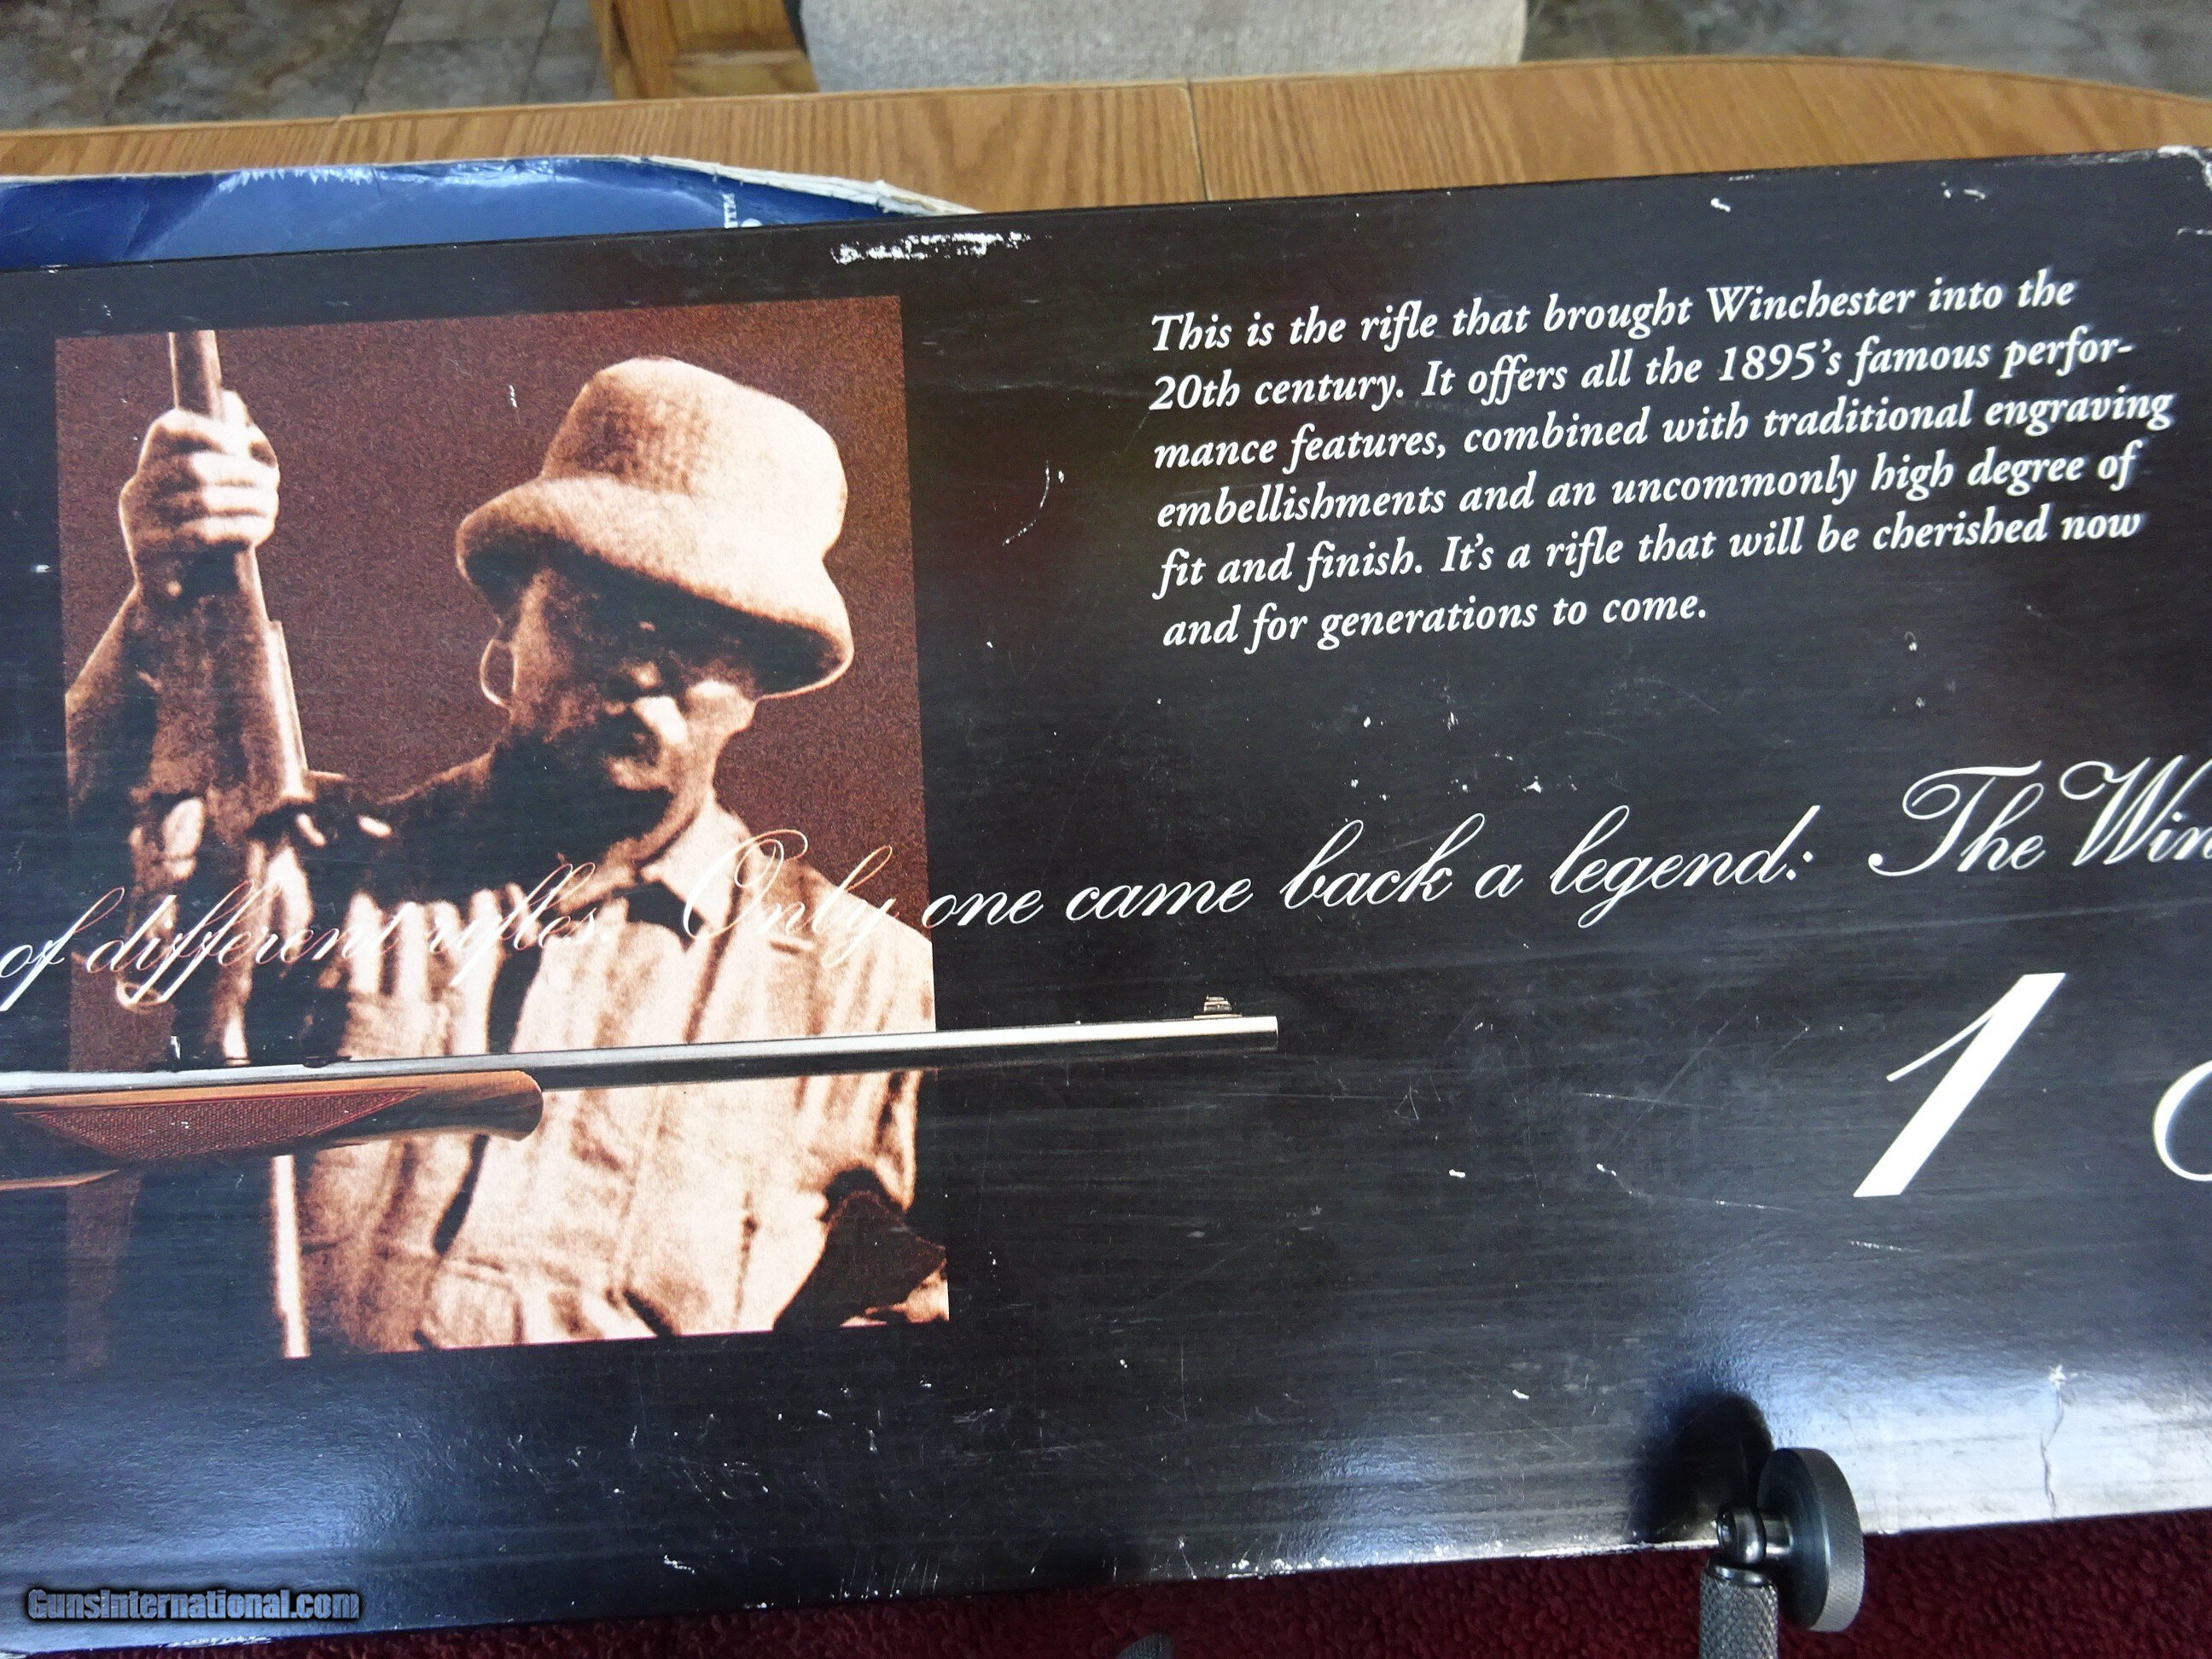 This is the rifle that brought Winchester into the
20th century. It offers all the 1895's famous perfor-
mance features, combined with traditional engraving
embellishments and an uncommonly high degree of
fit and finish. It's a rifle that will be cherished now
and for generations to come.
of different rifles. Only one came back a legend: The
1
GunsInternational.com